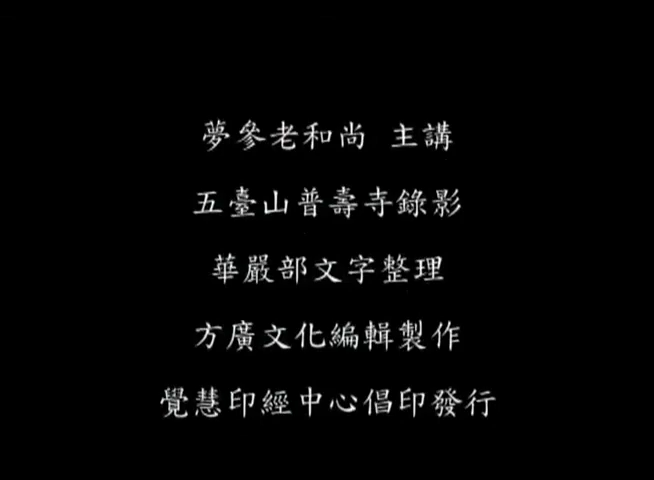 夢參老和尚 主講
五臺山普壽寺錄影
華嚴部文字整理
方廣文化編輯製作
覺慧印經中心倡印發行